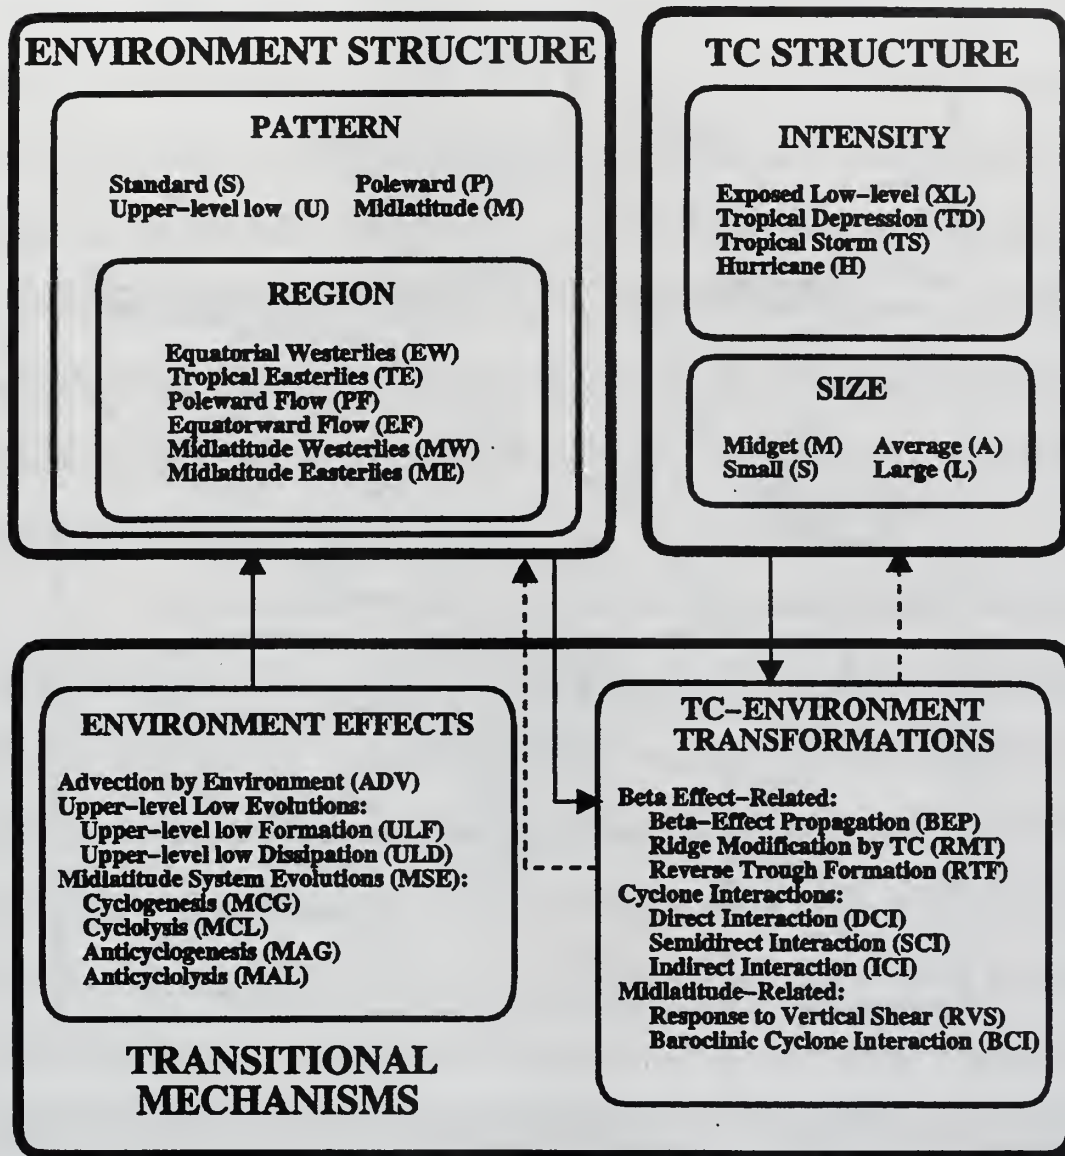 ENVIRONMENT STRUCTURE
PATTERN
Standard (S) Poleward (P)
Upper-level low (U) Midlatitude (M)
REGION
Equatorial Westerlies (EW)
Tropical Easterlies (TE)
Poleward Flow (PF)
Equatorward Flow (EF)
Midlatitude Westerlies (MW)
Midlatitude Easterlies (ME)
TC STRUCTURE
INTENSITY
Exposed Low-level (XL)
Tropical Depression (TD)
Tropical Storm (TS)
Hurricane (H)
SIZE
Midget (M) Average (A)
Small (S) Large (L)
ENVIRONMENT EFFECTS
Advection by Environment (ADV)
Upper-level Low Evolutions:
Upper-level low Formation (ULF)
Upper-level low Dissipation (ULD)
Midlatitude System Evolutions (MSE):
Cyclogenesis (MCG)
Cyclolysis (MCL)
Anticyclogenesis (MAG)
Anticyclolysis (MAL)
TRANSITIONAL
MECHANISMS
TC-ENVIRONMENT
TRANSFORMATIONS
Beta Effect-Related:
Beta-Effect Propagation (BEP)
Ridge Modification by TC (RMT)
Reverse Trough Formation (RTF)
Cyclone Interactions:
Direct Interaction (DCI)
Semidirect Interaction (SCI)
Indirect Interaction (ICI)
Midlatitude-Related:
Response to Vertical Shear (RVS)
Baroclinic Cyclone Interaction (BCI)